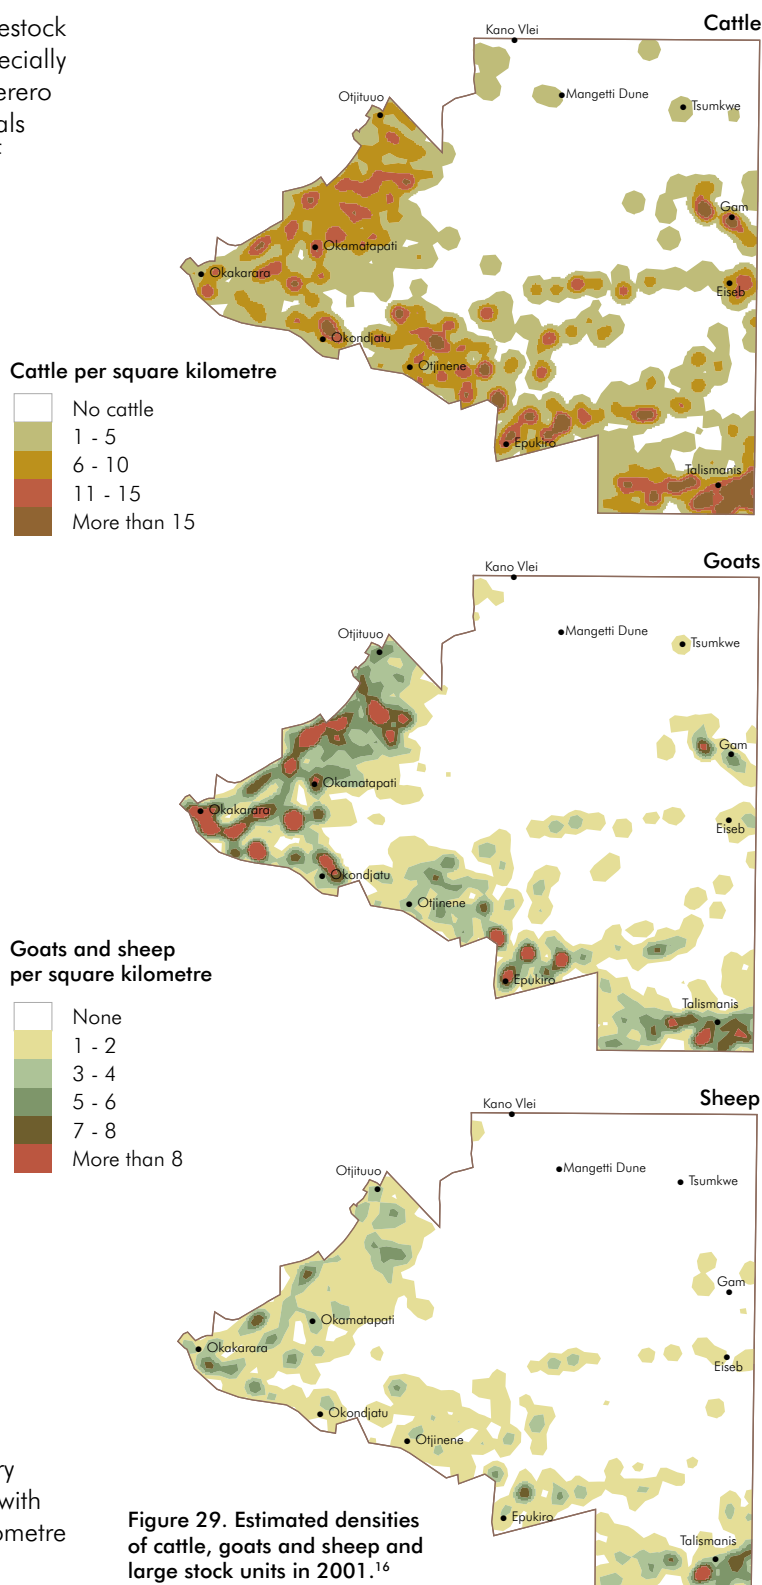 estock
ecially
erero
als
Cattle
Kano Vlei
Mangetti Dune
Tsumkwe
Otjituuo
Gam
Okamatapati
Okakarara
Eiseb
Okondjatu
Otjinene
Epukiro
Talismanis
Cattle per square kilometre
No cattle
1 - 5
6 - 10
11 - 15
More than 15
Goats
Kano Vlei
Mangetti Dune
Tsumkwe
Otjituuo
Gam
Okamatapati
Okakarara
Eiseb
Okondjatu
Otjinene
Epukiro
Talismanis
Goats and sheep
per square kilometre
None
1 - 2
3 - 4
5 - 6
7 - 8
More than 8
Sheep
Kano Vlei
Mangetti Dune
Tsumkwe
Otjituuo
Gam
Okamatapati
Okakarara
Eiseb
Okondjatu
Otjinene
Epukiro
Talismanis
ry
with
ometre
Figure 29. Estimated densities
of cattle, goats and sheep and
large stock units in 2001.16